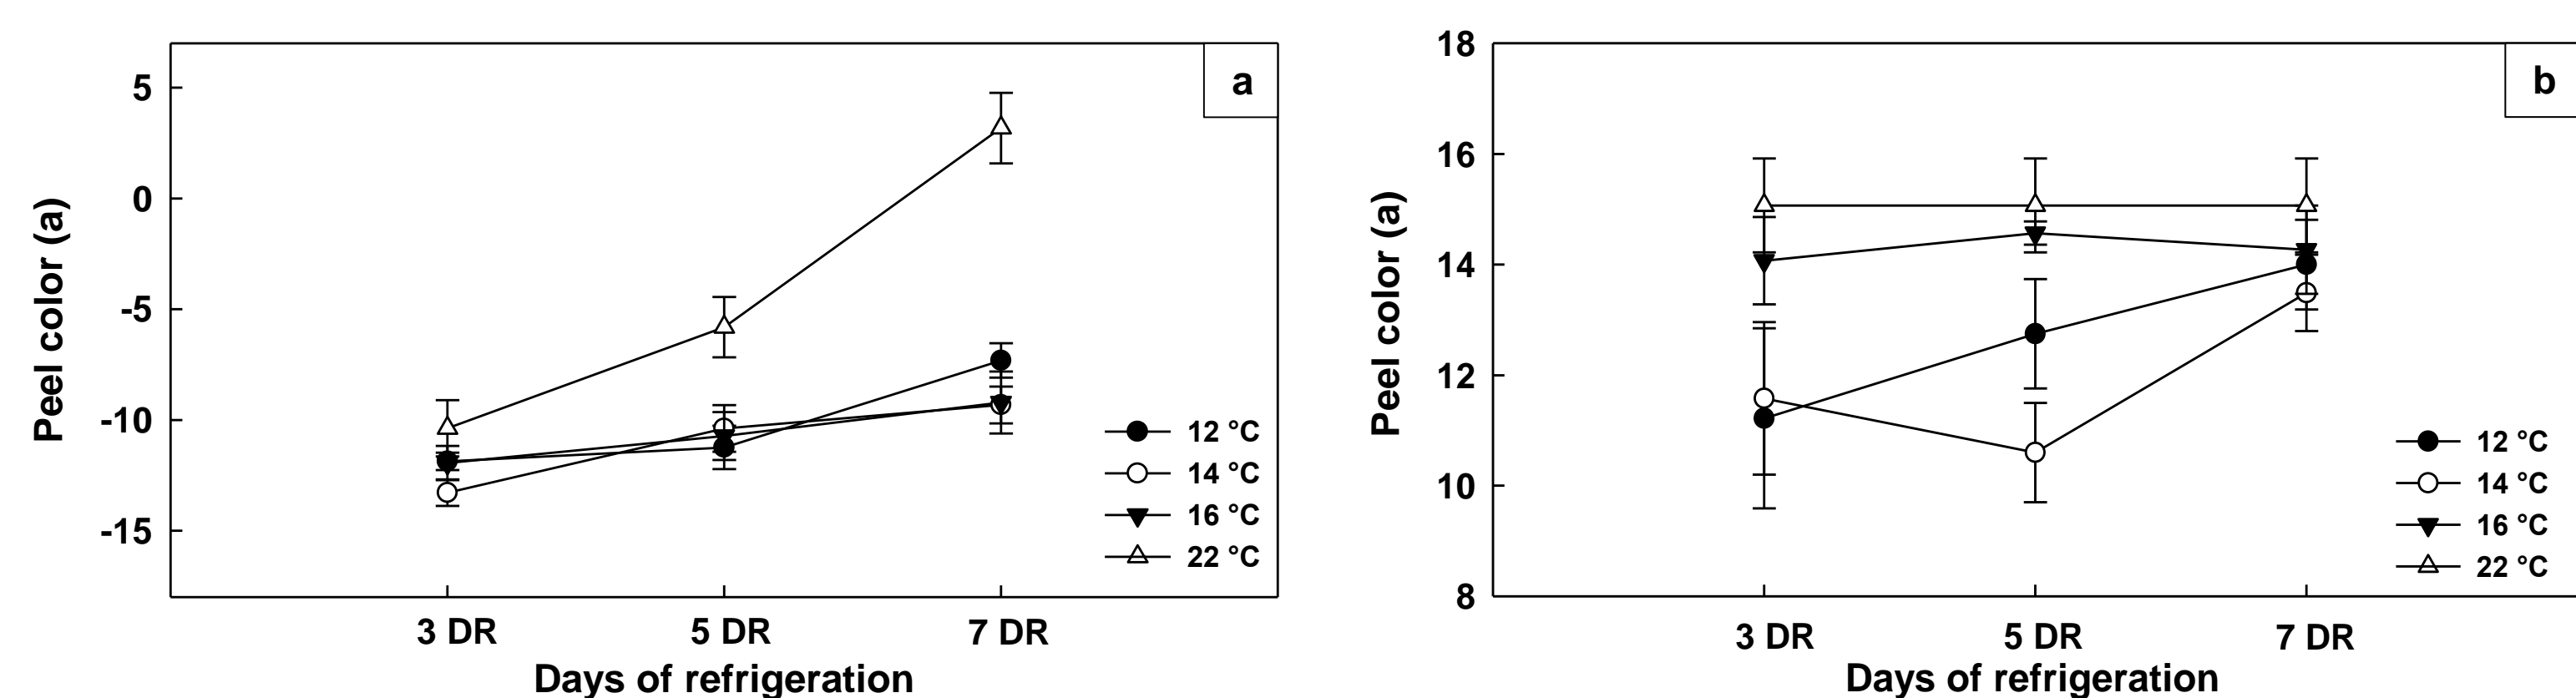 a
5
0
-5
-10
-15
Peel color (a)
12 °C
14 °C
16 °C
22 °C
3 DR 5 DR 7 DR
Days of refrigeration
b
18
16
14
12
10
8
Peel color (a)
12 °C
14 °C
16 °C
22 °C
3 DR 5 DR 7 DR
Days of refrigeration